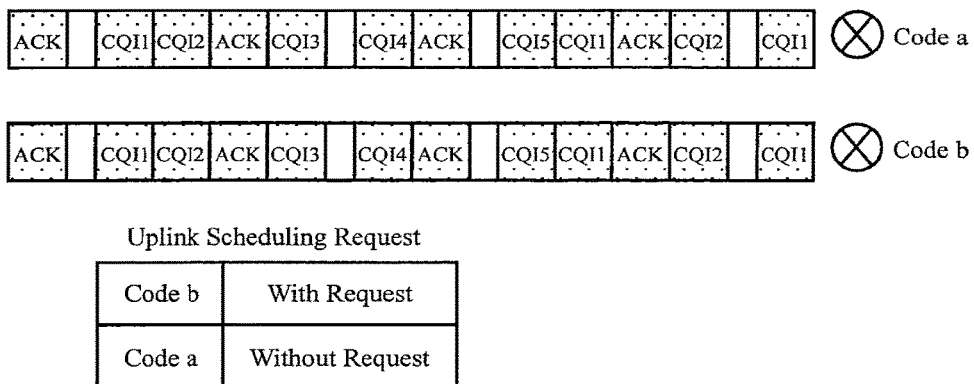 ACK CQI1 CQI2 ACK CQI3 CQI4 ACK CQI5 CQI1 ACK CQI2 CQI1 Code a
ACK CQI1 CQI2 ACK CQI3 CQI4 ACK CQI5 CQI1 ACK CQI2 CQI1 Code b
Uplink Scheduling Request
Code b With Request
Code a Without Request